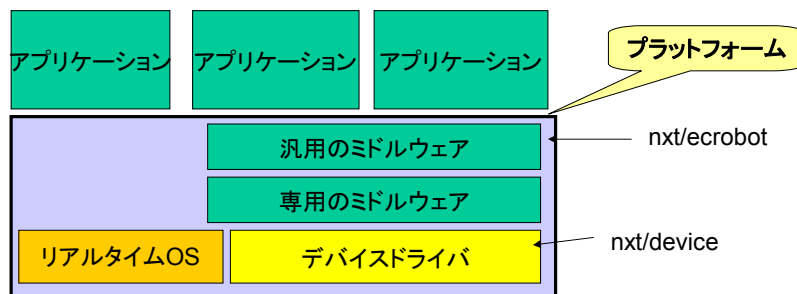 アプリケーション アプリケーション アプリケーション
プラットフォーム
汎用のミドルウェア
nxt/ecrobot
専用のミドルウェア
リアルタイムOS
デバイスドライバ
nxt/device